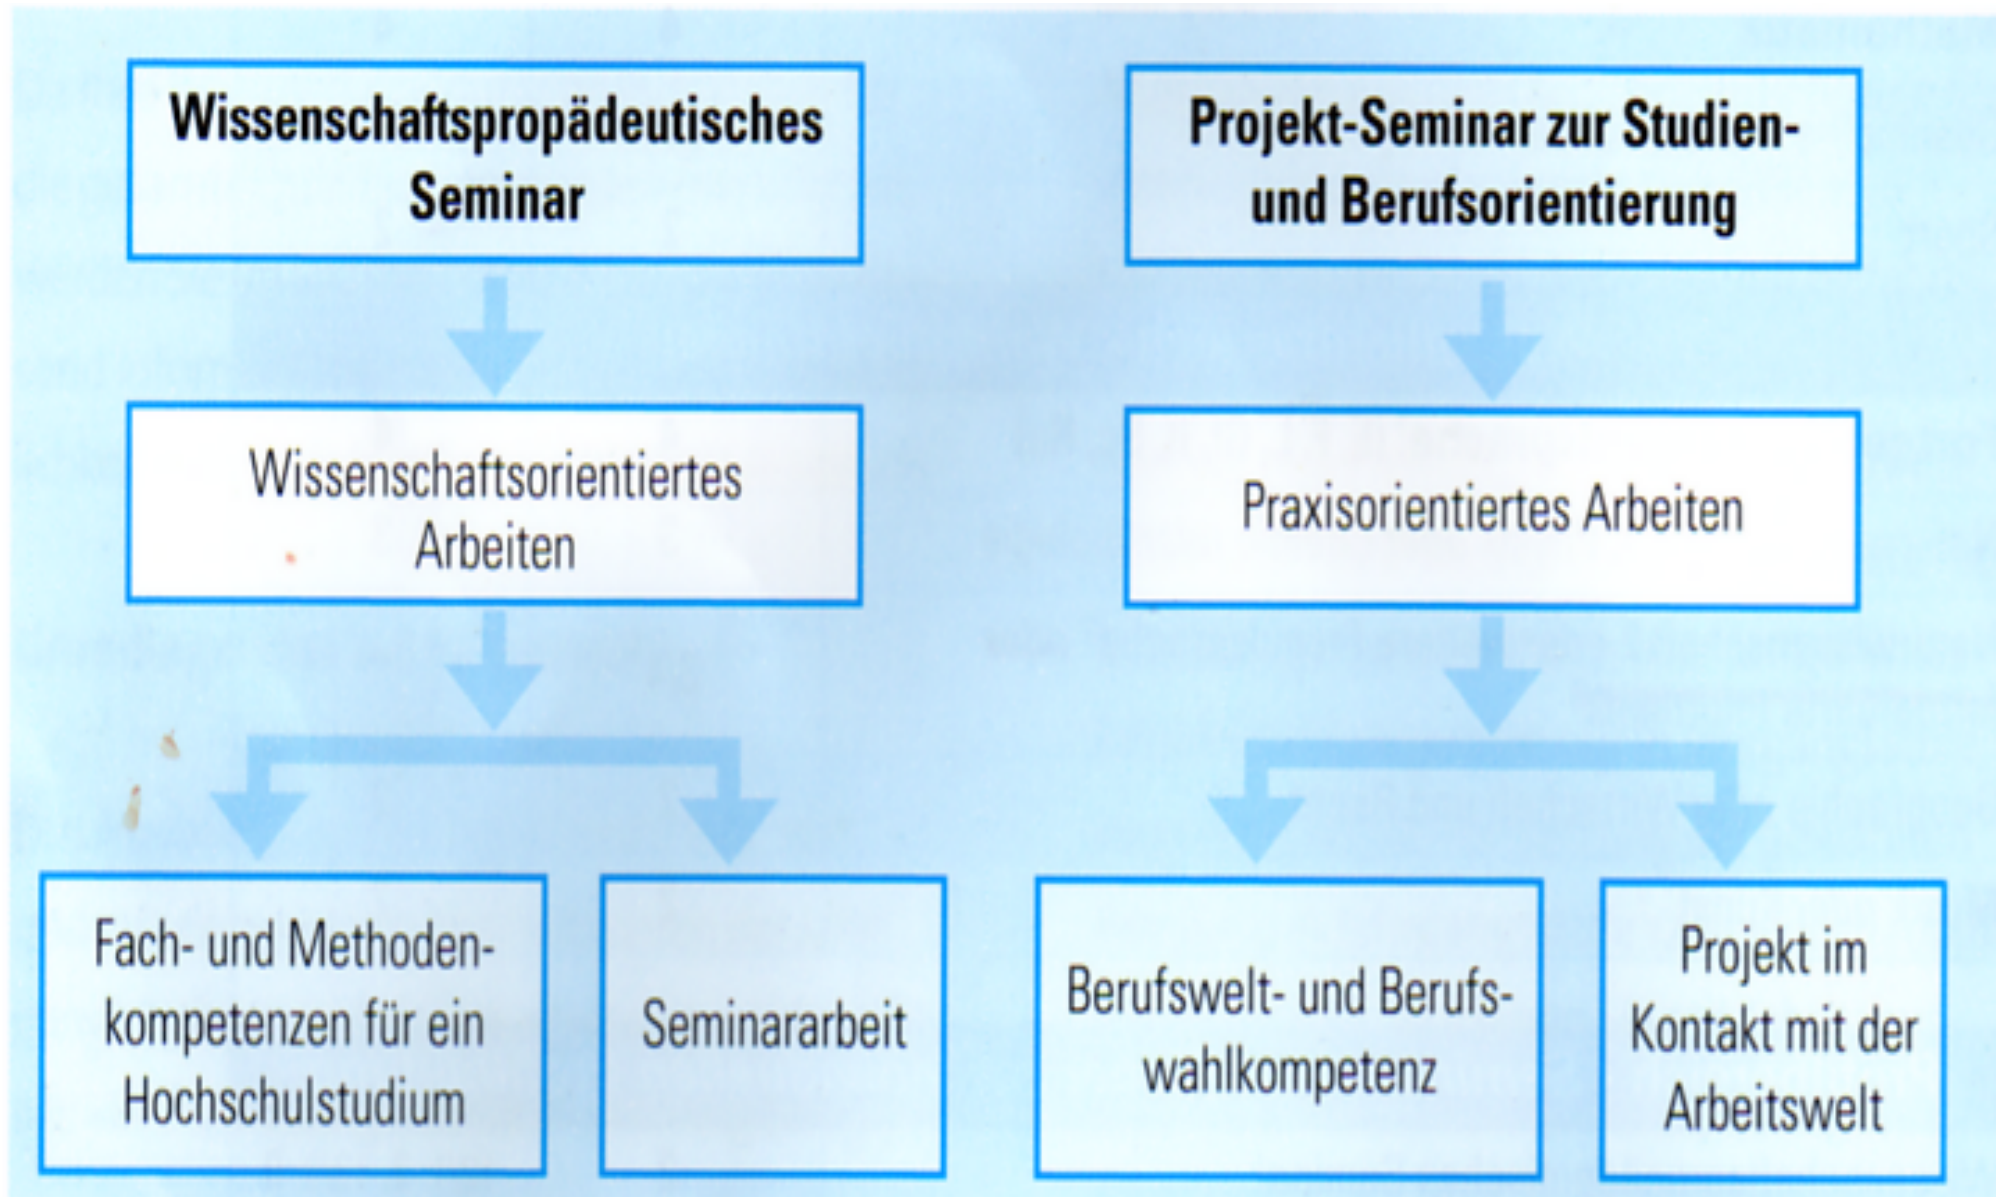 Wissenschaftspropädeutisches
Seminar
Projekt-Seminar zur Studien-
und Berufsorientierung
Wissenschaftsorientiertes
Arbeiten
Praxisorientiertes Arbeiten
Fach- und Methoden-
kompetenzen für ein
Hochschulstudium
Seminararbeit
Berufswelt- und Berufs-
wahlkompetenz
Projekt im
Kontakt mit der
Arbeitswelt